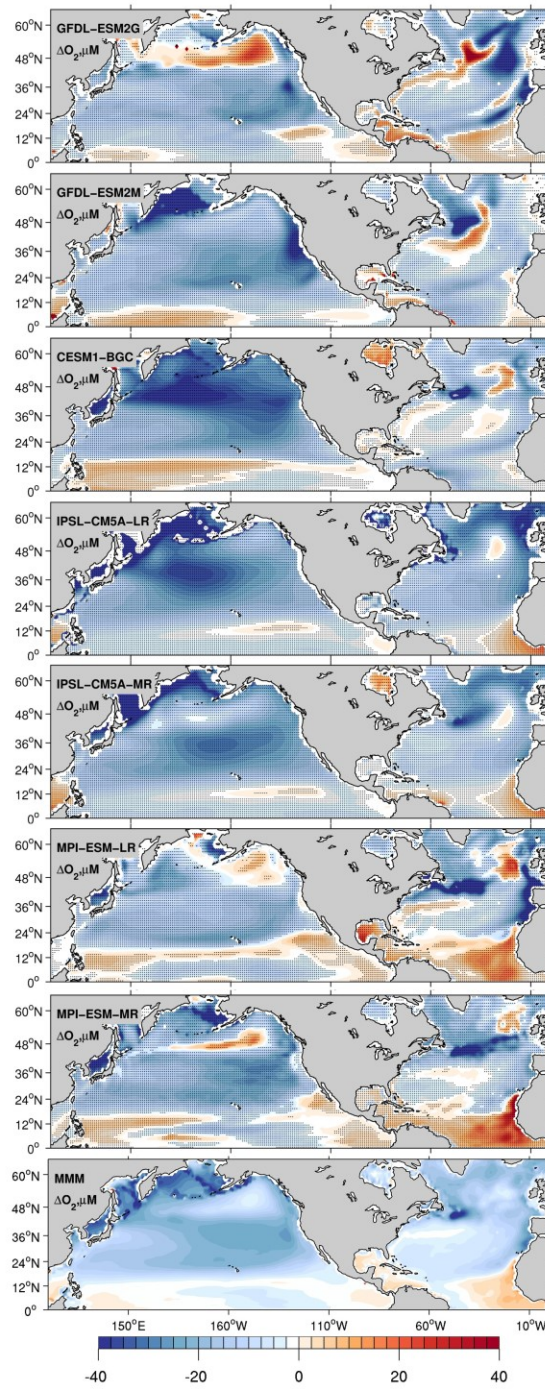 GFDL-ESM2G
ΔO₂,μM
60°N
48°N
36°N
24°N
12°N
0°
GFDL-ESM2M
ΔO₂,μM
60°N
48°N
36°N
24°N
12°N
0°
CESM1-BGC
ΔO₂,μM
60°N
48°N
36°N
24°N
12°N
0°
IPSL-CM5A-LR
ΔO₂,μM
60°N
48°N
36°N
24°N
12°N
0°
IPSL-CM5A-MR
ΔO₂,μM
60°N
48°N
36°N
24°N
12°N
0°
MPI-ESM-LR
ΔO₂,μM
60°N
48°N
36°N
24°N
12°N
0°
MPI-ESM-MR
ΔO₂,μM
60°N
48°N
36°N
24°N
12°N
0°
MMM
ΔO₂,μM
60°N
48°N
36°N
24°N
12°N
0°
150°E 160°W 110°W 60°W 10°W
-40 -20 0 20 40